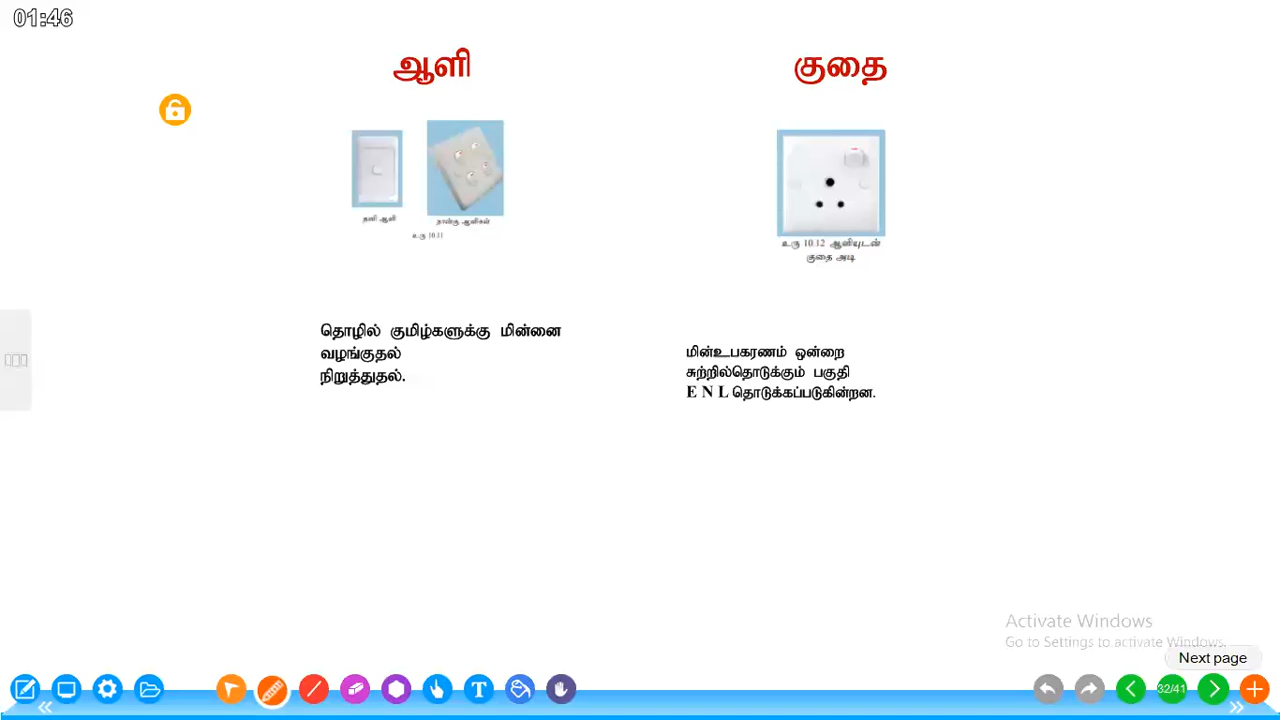 01:46
ஆளி
குதை
தனி ஆளி
நான்கு ஆளிகள்
உரு 10.11
உரு 10.12 ஆளியுடன்
குதை அடி
தொழில் குமிழ்களுக்கு மின்னை
வழங்குதல்
நிறுத்துதல்.
மின்உபகரணம் ஒன்றை
சுற்றில்தொடுக்கும் பகுதி
E N L தொடுக்கப்படுகின்றன.
Activate Windows
Go to Settings to activate Windows.
Next page
32/41